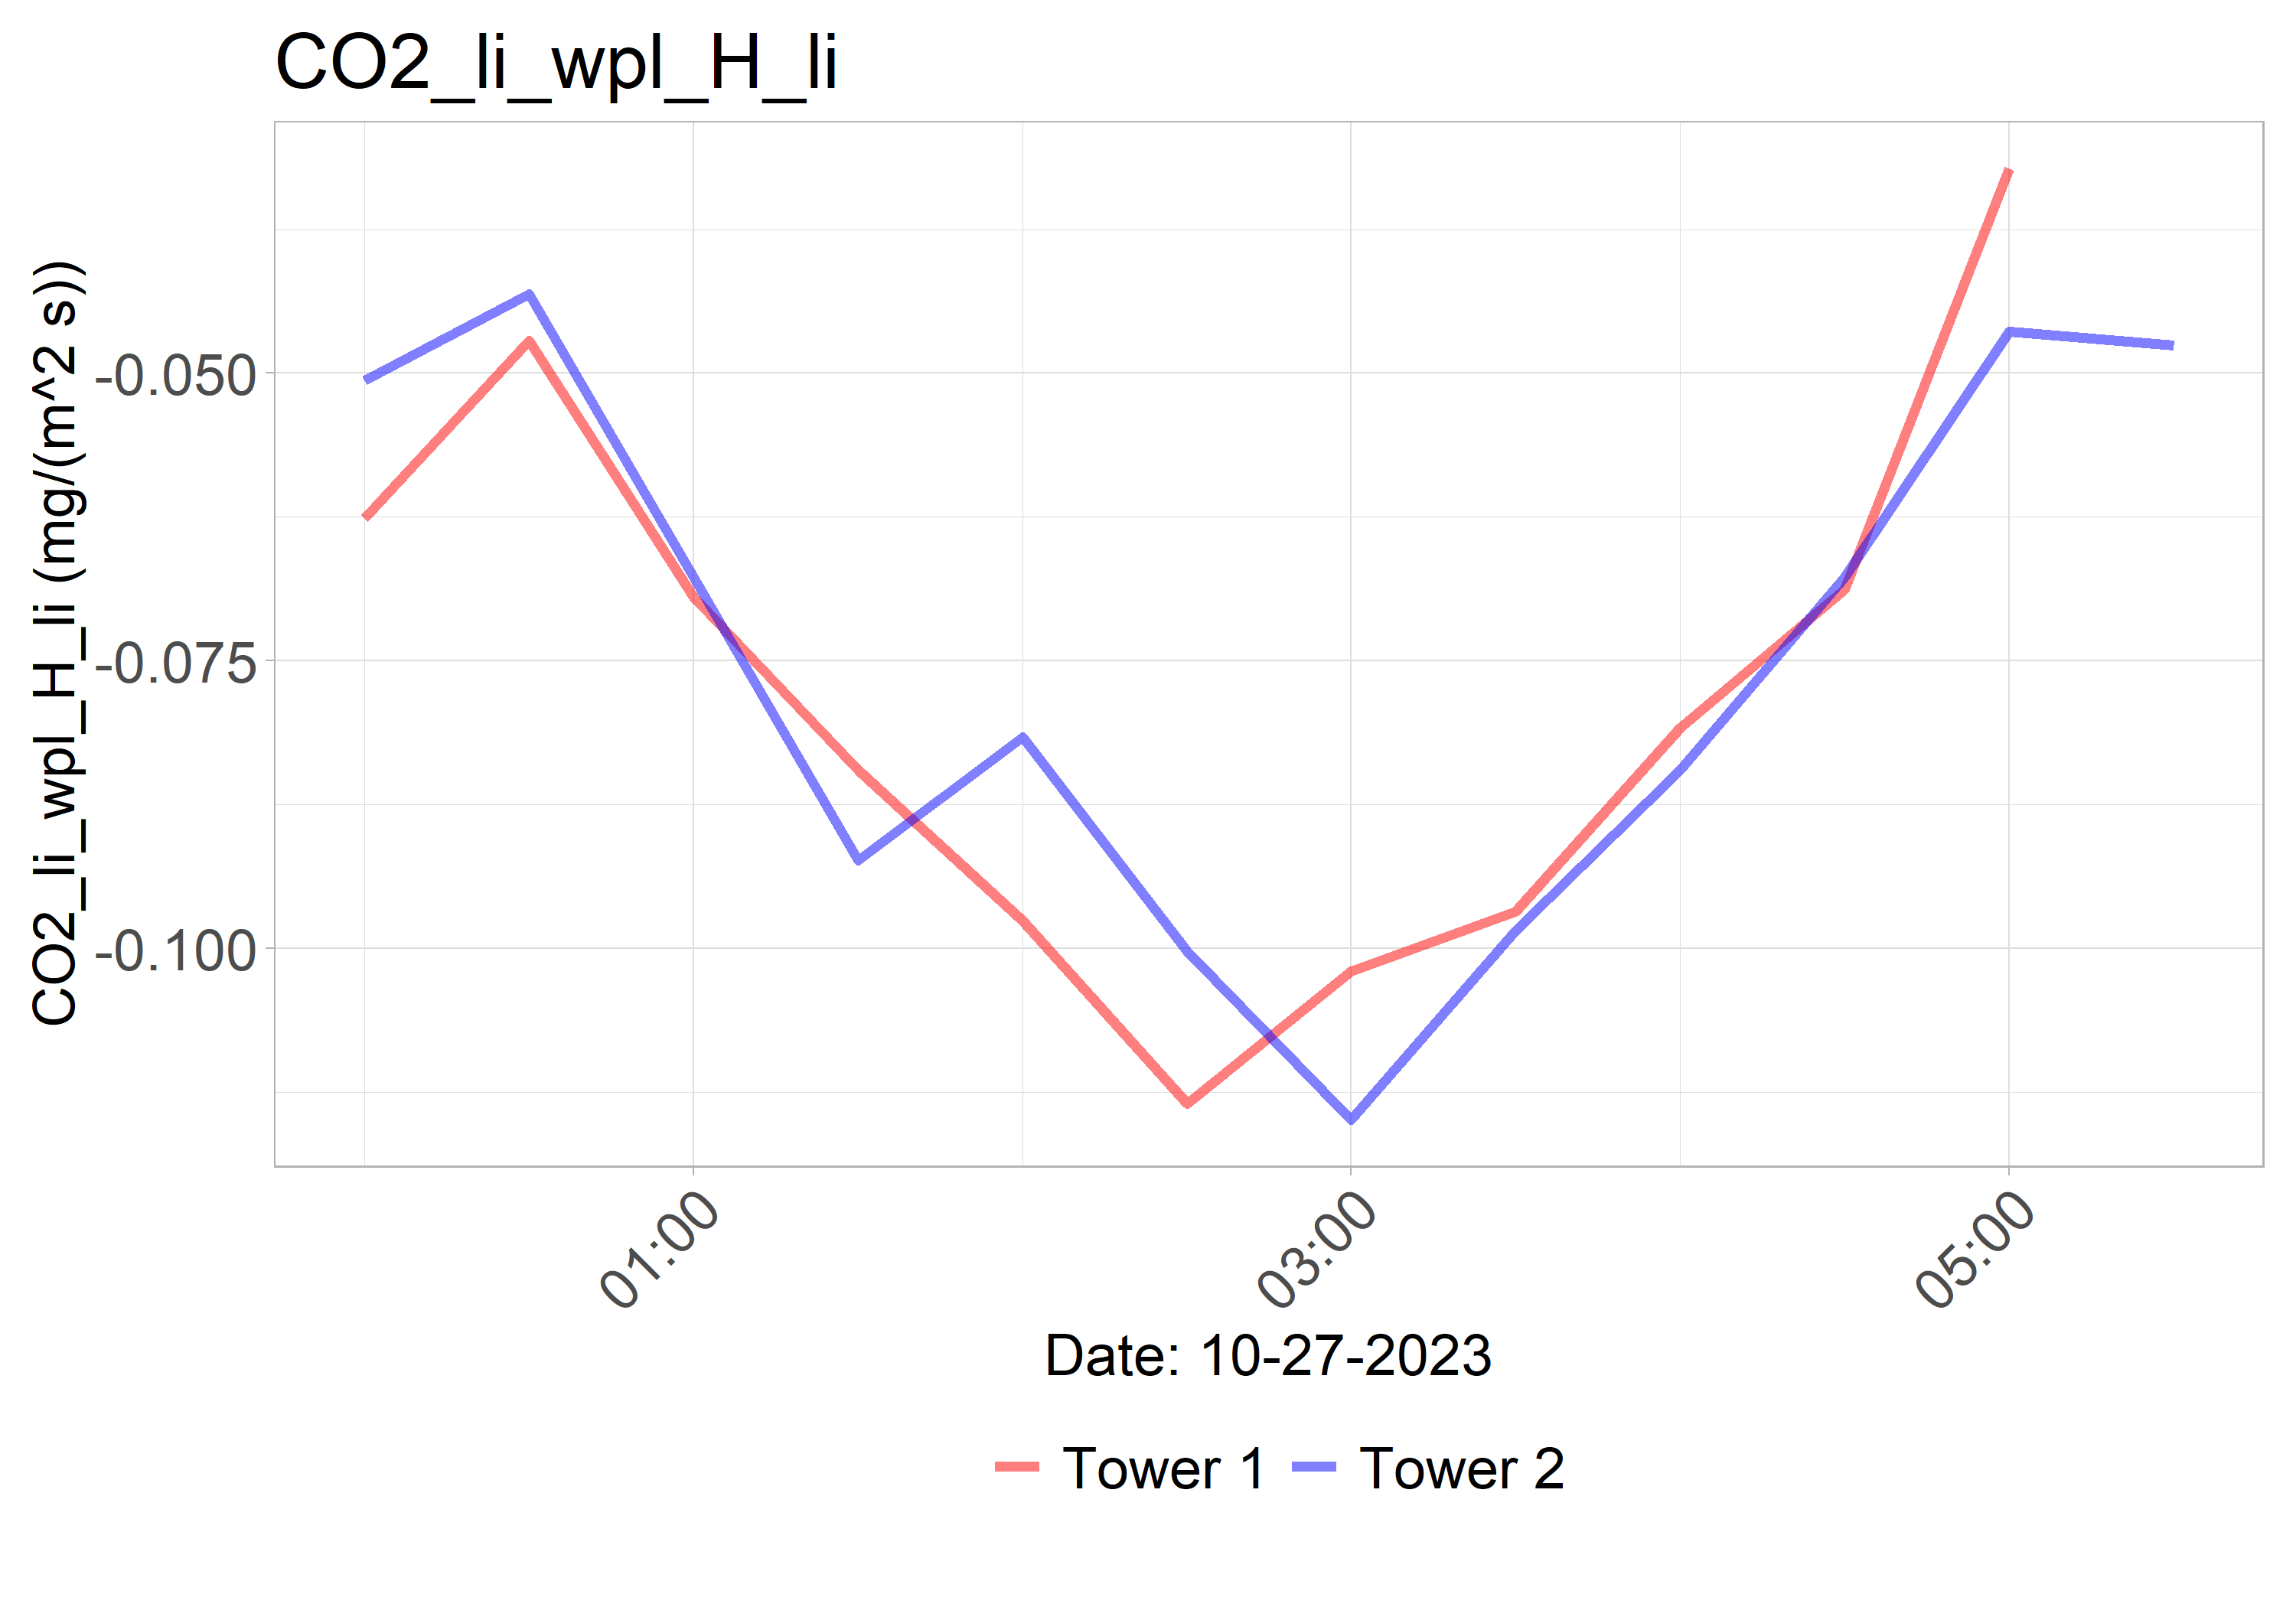 CO2_li_wpl_H_li
CO2_li_wpl_H_li (mg/(m^2 s))
-0.050
-0.075
-0.100
01:00
03:00
05:00
Date: 10-27-2023
Tower 1
Tower 2